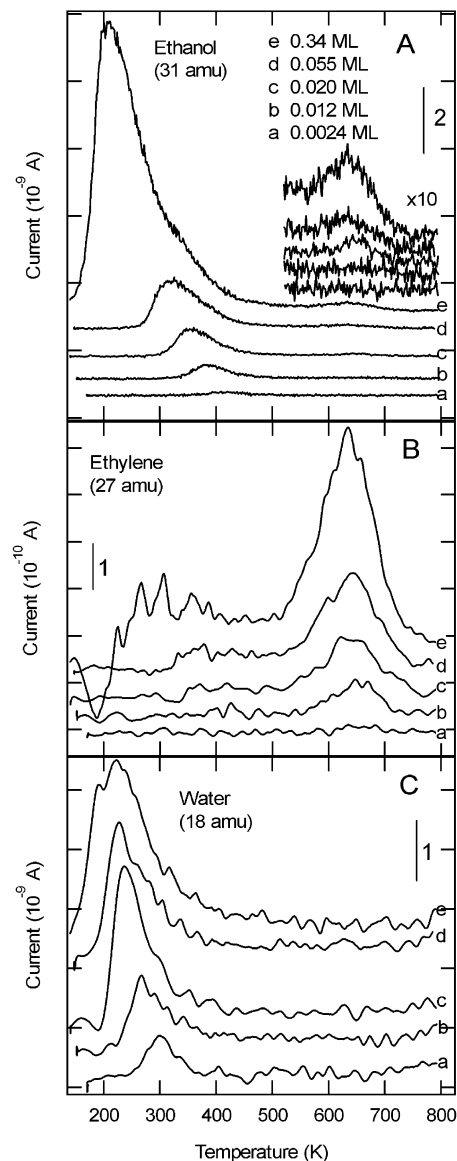 Ethanol
(31 amu)
e 0.34 ML
d 0.055 ML
c 0.020 ML
b 0.012 ML
a 0.0024 ML
A
2
x10
e
d
c
b
a
Current (10⁻⁹ A)
Ethylene
(27 amu)
B
1
e
d
c
b
a
Current (10⁻¹⁰ A)
Water
(18 amu)
C
1
e
d
c
b
a
Current (10⁻⁹ A)
200 300 400 500 600 700 800
Temperature (K)